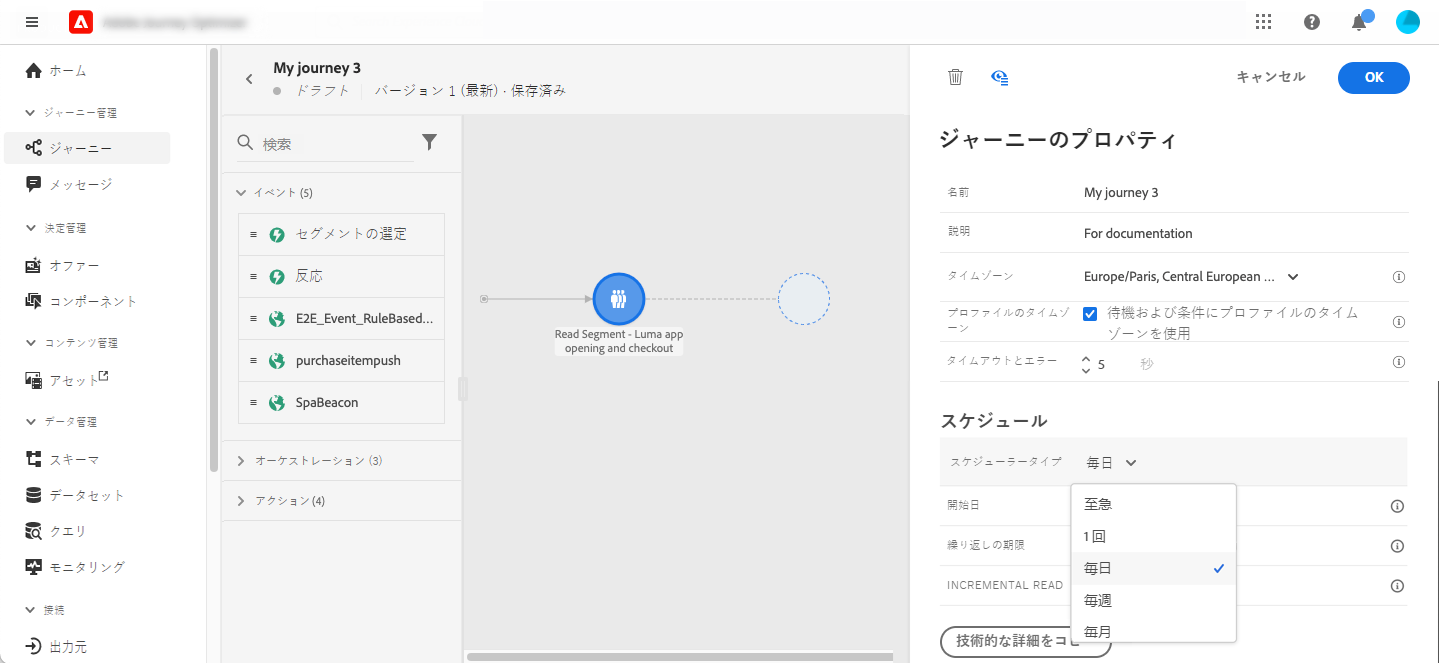 ホーム
ジャーニー管理
ジャーニー
メッセージ
決定管理
オファー
コンポーネント
コンテンツ管理
アセット
データ管理
スキーマ
データセット
クエリ
モニタリング
接続
出力元
My journey 3
ドラフト
バージョン 1 (最新) · 保存済み
検索
イベント (5)
セグメントの選定
反応
E2E_Event_RuleBased...
purchaseitempush
SpaBeacon
オーケストレーション (3)
アクション (4)
Read Segment - Luma app
opening and checkout
キャンセル
OK
ジャーニーのプロパティ
名前
My journey 3
説明
For documentation
タイムゾーン
Europe/Paris, Central European ...
プロファイルのタイムゾ
ーン
待機および条件にプロファイルのタイム
ゾーンを使用
タイムアウトとエラー
5
秒
スケジュール
スケジューラータイプ
毎日
至急
1回
毎日
毎週
毎月
開始日
繰り返しの期限
INCREMENTAL READ
技術的な詳細をコピー